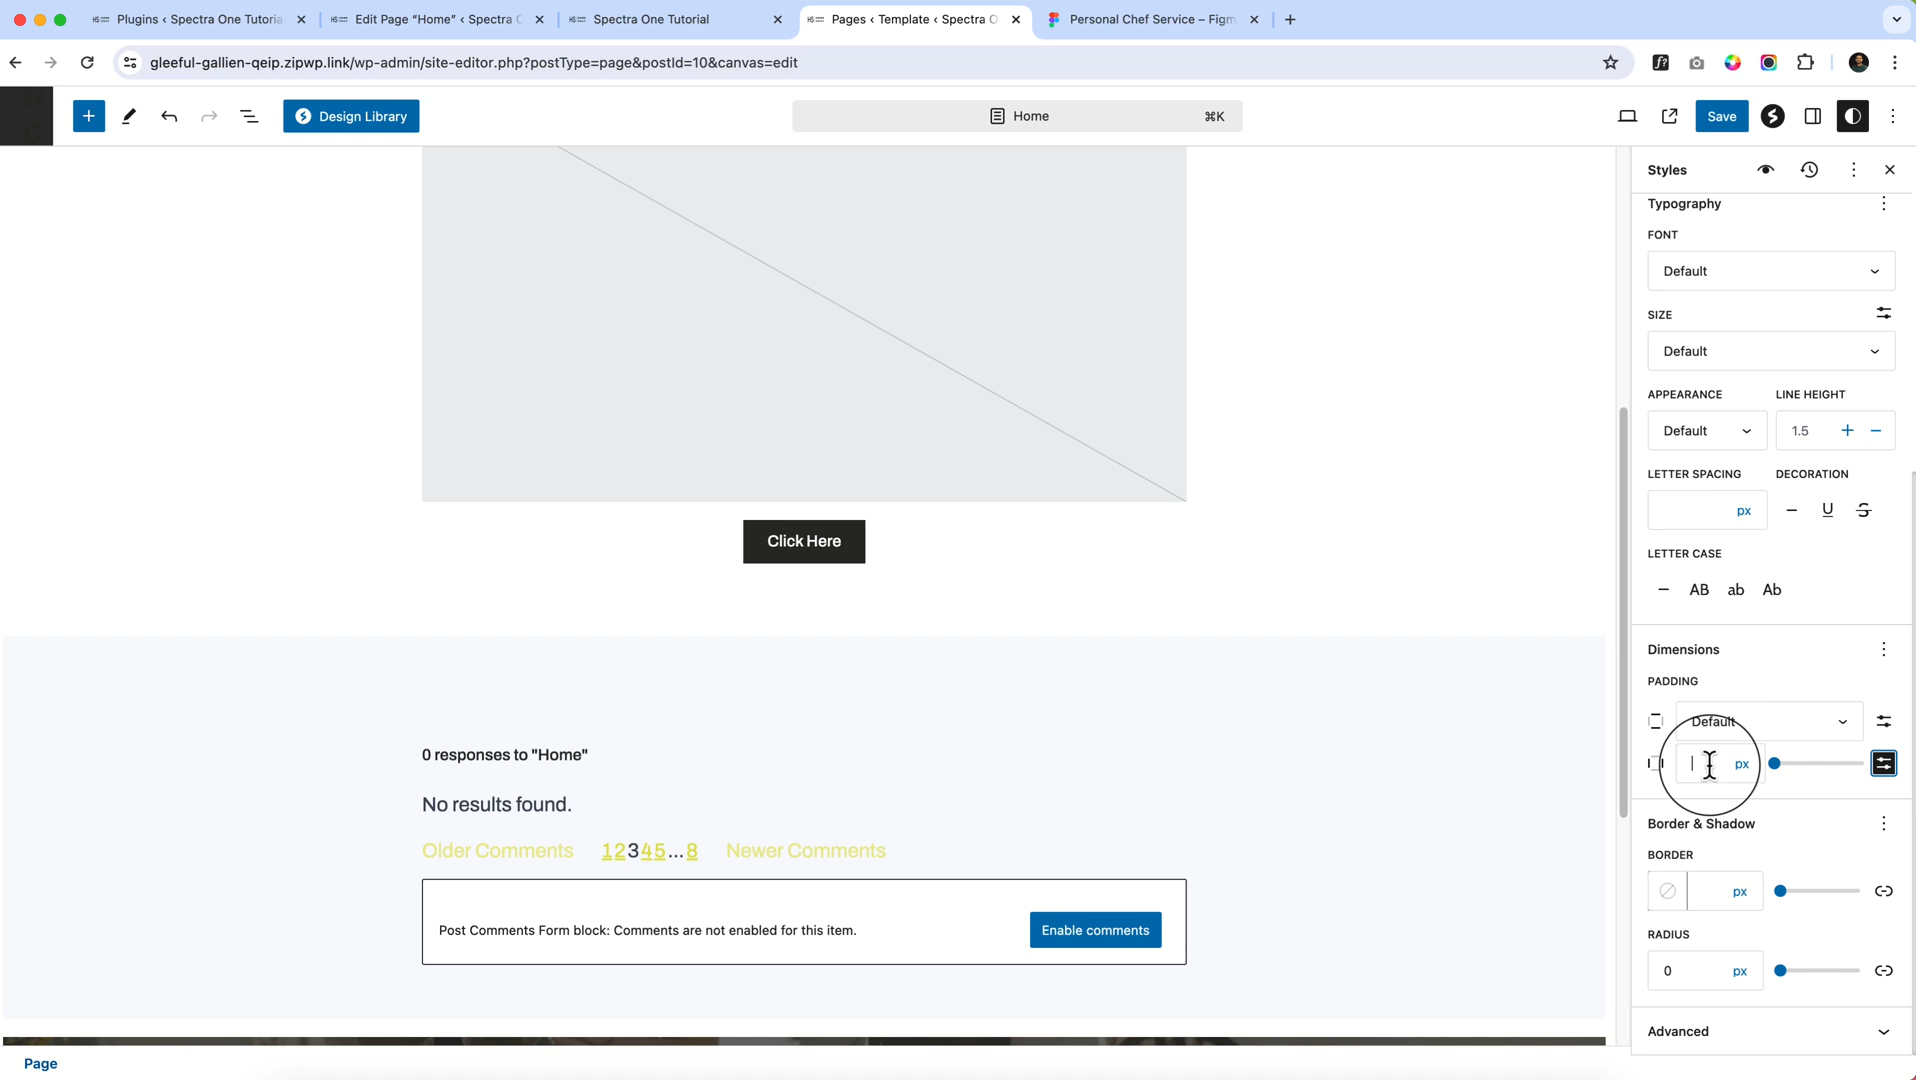 Plugins ‹ Spectra One Tutoria
Edit Page “Home” ‹ Spectra O
Spectra One Tutorial
Pages ‹ Template ‹ Spectra O
Personal Chef Service – Figm
gleeful-gallien-qeip.zipwp.link/wp-admin/site-editor.php?postType=page&postId=10&canvas=edit
Design Library
Home
⌘K
Save
Styles
Typography
FONT
Default
SIZE
Default
APPEARANCE
LINE HEIGHT
Default
1.5
LETTER SPACING
DECORATION
px
U
S
LETTER CASE
AB
ab
Ab
Click Here
Dimensions
PADDING
Default
px
0 responses to "Home"
No results found.
Older Comments 12345...8 Newer Comments
Border & Shadow
BORDER
px
Post Comments Form block: Comments are not enabled for this item.
Enable comments
RADIUS
0 px
Advanced
Page